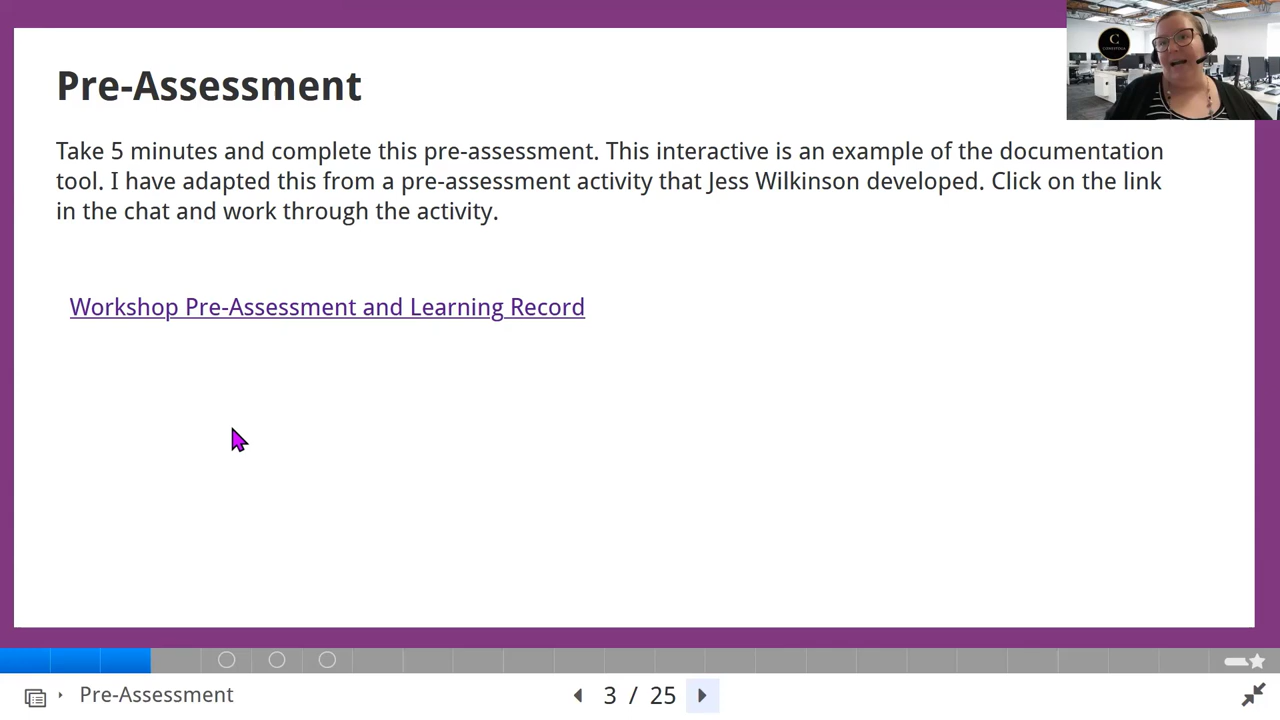 Pre-Assessment
Take 5 minutes and complete this pre-assessment. This interactive is an example of the documentation
tool. I have adapted this from a pre-assessment activity that Jess Wilkinson developed. Click on the link
in the chat and work through the activity.
Workshop Pre-Assessment and Learning Record
C
CONESTOGA
Pre-Assessment
3 / 25